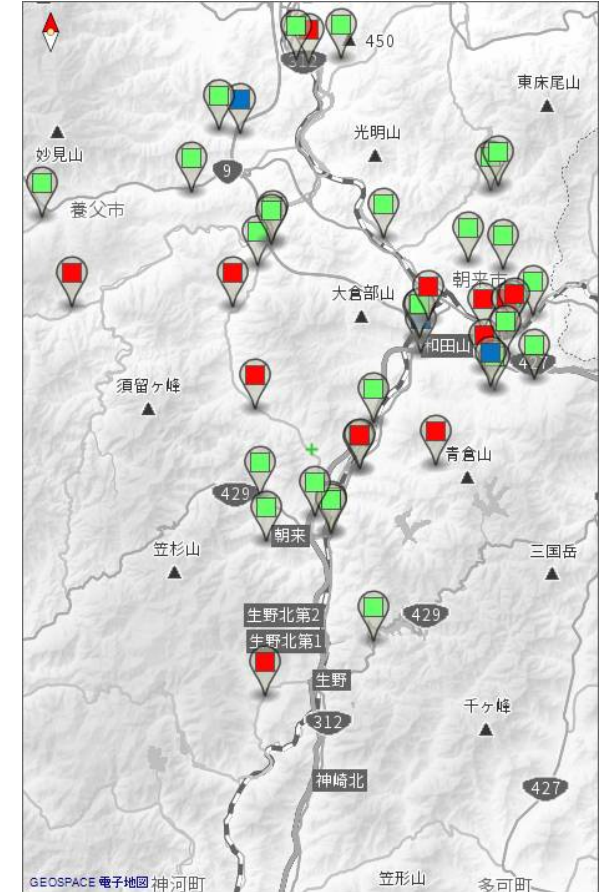 312
450
東床尾山
光明山
妙見山
9
養父市
朝来市
大倉部山
和田山
427
須留ヶ峰
青倉山
429
朝来
笠杉山
三国岳
生野北第2
429
生野北第1
生野
千ヶ峰
312
神崎北
427
GEOSPACE 電子地図
神河町
笠形山
多可町